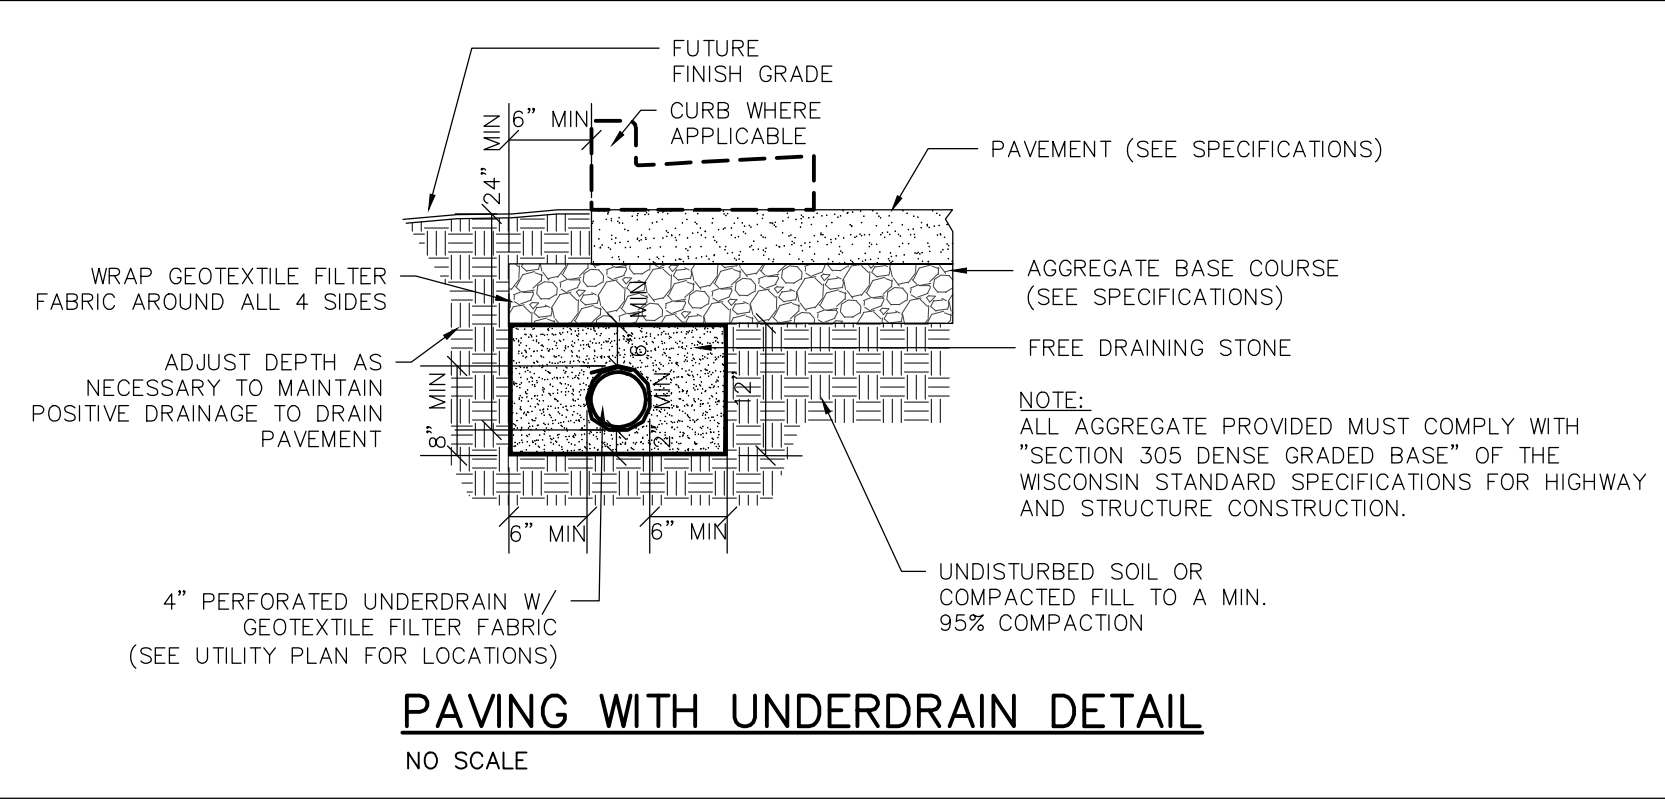 FUTURE
FINISH GRADE
CURB WHERE
APPLICABLE
6” MIN
24” MIN
PAVEMENT (SEE SPECIFICATIONS)
WRAP GEOTEXTILE FILTER
FABRIC AROUND ALL 4 SIDES
AGGREGATE BASE COURSE
(SEE SPECIFICATIONS)
6” MIN
FREE DRAINING STONE
ADJUST DEPTH AS
NECESSARY TO MAINTAIN
POSITIVE DRAINAGE TO DRAIN
PAVEMENT
8” MIN
2” MIN
12”
NOTE:
ALL AGGREGATE PROVIDED MUST COMPLY WITH
”SECTION 305 DENSE GRADED BASE” OF THE
WISCONSIN STANDARD SPECIFICATIONS FOR HIGHWAY
AND STRUCTURE CONSTRUCTION.
6” MIN
6” MIN
UNDISTURBED SOIL OR
COMPACTED FILL TO A MIN.
95% COMPACTION
4” PERFORATED UNDERDRAIN W/
GEOTEXTILE FILTER FABRIC
(SEE UTILITY PLAN FOR LOCATIONS)
PAVING WITH UNDERDRAIN DETAIL
NO SCALE